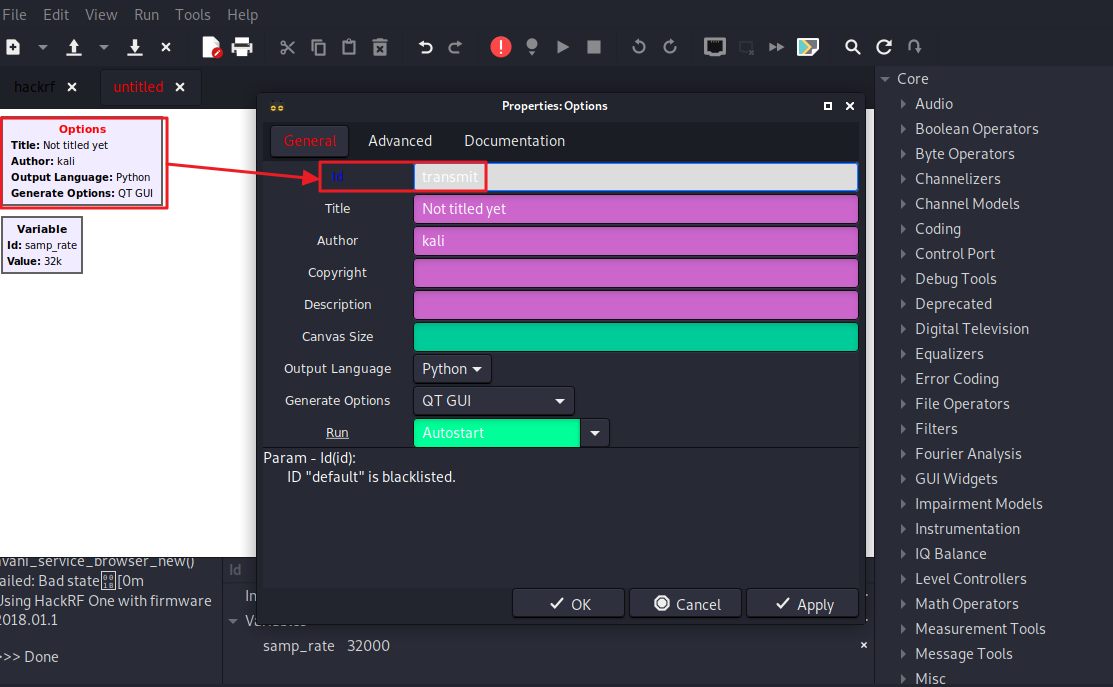 File Edit View Run Tools Help
hackrf
untitled
Options
Title: Not titled yet
Author: kali
Output Language: Python
Generate Options: QT GUI
Variable
Id: samp_rate
Value: 32k
Properties: Options
General Advanced Documentation
Id transmit
Title Not titled yet
Author kali
Copyright
Description
Canvas Size
Output Language Python
Generate Options QT GUI
Run Autostart
Param - Id(id):
ID "default" is blacklisted.
OK Cancel Apply
Core
Audio
Boolean Operators
Byte Operators
Channelizers
Channel Models
Coding
Control Port
Debug Tools
Deprecated
Digital Television
Equalizers
Error Coding
File Operators
Filters
Fourier Analysis
GUI Widgets
Impairment Models
Instrumentation
IQ Balance
Level Controllers
Math Operators
Measurement Tools
Message Tools
Misc
vahi_service_browser_new()
ailed: Bad state[0m
Using HackRF One with firmware
2018.01.1
>>> Done
Id
samp_rate 32000